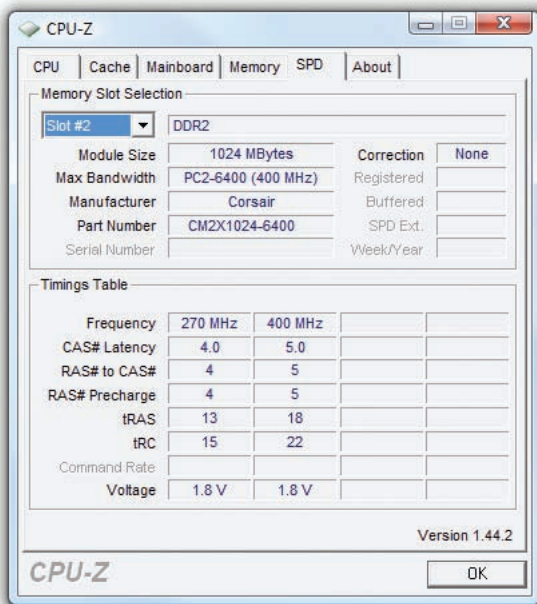 CPU-Z
CPU Cache Mainboard Memory SPD About
Memory Slot Selection
Slot #2 DDR2
Module Size 1024 MBytes Correction None
Max Bandwidth PC2-6400 (400 MHz) Registered
Manufacturer Corsair Buffered
Part Number CM2X1024-6400 SPD Ext.
Serial Number Week/Year
Timings Table
Frequency 270 MHz 400 MHz
CAS# Latency 4.0 5.0
RAS# to CAS# 4 5
RAS# Precharge 4 5
tRAS 13 18
tRC 15 22
Command Rate
Voltage 1.8 V 1.8 V
Version 1.44.2
CPU-Z OK